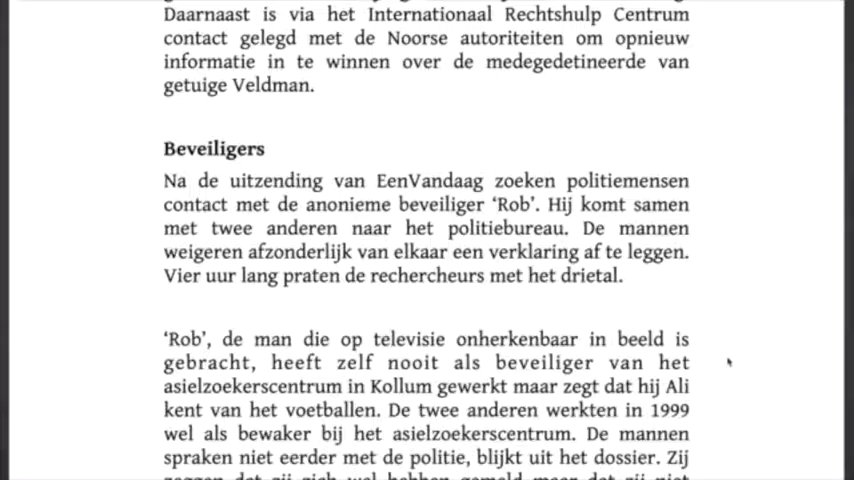 Daarnaast is via het Internationaal Rechtshulp Centrum
contact gelegd met de Noorse autoriteiten om opnieuw
informatie in te winnen over de medegedetineerde van
getuige Veldman.
Beveiligers
Na de uitzending van EenVandaag zoeken politiemensen
contact met de anonieme beveiliger ‘Rob’. Hij komt samen
met twee anderen naar het politiebureau. De mannen
weigeren afzonderlijk van elkaar een verklaring af te leggen.
Vier uur lang praten de rechercheurs met het drietal.
‘Rob’, de man die op televisie onherkenbaar in beeld is
gebracht, heeft zelf nooit als beveiliger van het
asielzoekerscentrum in Kollum gewerkt maar zegt dat hij Ali
kent van het voetballen. De twee anderen werkten in 1999
wel als bewaker bij het asielzoekerscentrum. De mannen
spraken niet eerder met de politie, blijkt uit het dossier. Zij